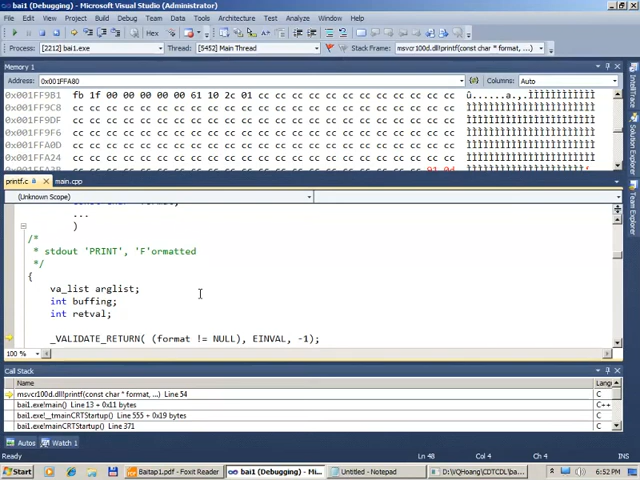 bai1 (Debugging) - Microsoft Visual Studio (Administrator)
File Edit View Project Build Debug Team Data Tools Architecture Test Analyze Window Help
Hex
Process: [2212] bai1.exe Thread: [5452] Main Thread Stack Frame: msvcr100d.dll!printf(const char * format, ...)
Memory 1
Address: 0x001FFA80 Columns: Auto
0x001FF9B1 fb 1f 00 00 00 00 00 61 10 2c 01 cc cc cc cc cc cc cc cc cc cc cc cc
0x001FF9C8 cc cc cc cc cc cc cc cc cc cc cc cc cc cc cc cc cc cc cc cc cc cc cc
0x001FF9DF cc cc cc cc cc cc cc cc cc cc cc cc cc cc cc cc cc cc cc cc cc cc cc
0x001FF9F6 cc cc cc cc cc cc cc cc cc cc cc cc cc cc cc cc cc cc cc cc cc cc cc
0x001FFA0D cc cc cc cc cc cc cc cc cc cc cc cc cc cc cc cc cc cc cc cc cc cc cc
0x001FFA24 cc cc cc cc cc cc cc cc cc cc cc cc cc cc cc cc cc cc cc cc cc cc cc
IntelliTrace
Solution Explorer
Team Explorer
printf.c main.cpp
(Unknown Scope)
...
)
/*
* stdout 'PRINT', 'F'ormatted
*/
{
va_list arglist;
int buffing;
int retval;
_VALIDATE_RETURN( (format != NULL), EINVAL, -1);
100 %
Call Stack
Name Lang
msvcr100d.dll!printf(const char * format, ...) Line 54 C
bai1.exe!main() Line 13 + 0x11 bytes C++
bai1.exe!__tmainCRTStartup() Line 555 + 0x19 bytes C
bai1.exe!mainCRTStartup() Line 371 C
Autos Watch 1
Ready Ln 48 Col 4 Ch 4
Start Baitap1.pdf - Foxit Reader bai1 (Debugging) - Mi... Untitled - Notepad D:\VQHoang\CDTCDL\ba... 6:52 PM